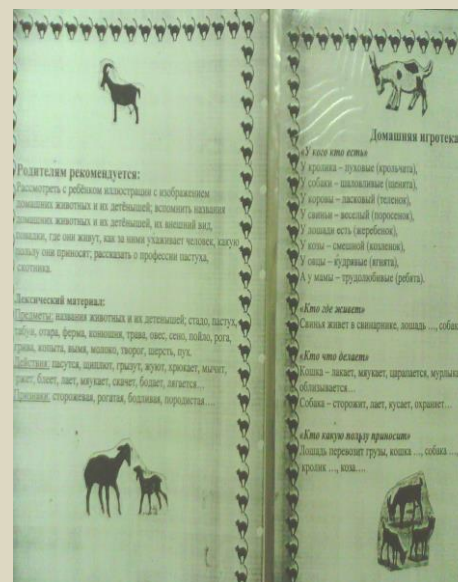 Родителям рекомендуется:
Рассмотреть с ребёнком иллюстрации с изображением
домашних животных и их детёнышей; вспомнить названия
домашних животных и их детёнышей, их внешний вид,
повадки, где они живут, как за ними ухаживает человек, какую
пользу они приносят; рассказать о профессии пастуха,
скотника.
Лексический материал:
Предметы: названия животных и их детенышей; стадо, пастух,
табун, отара, ферма, конюшня, трава, овес, сено, пойло, рога,
грива, копыта, вымя, молоко, творог, шерсть, пух.
Действия: пасутся, щиплют, грызут, жуют, хрюкает, мычит,
ржет, блеет, лает, мяукает, скачет, бодает, лягается…
Признаки: сторожевая, рогатая, бодливая, породистая….
Домашняя игротека
«У кого кто есть»
У кролика – пуховые (крольчата),
У собаки – шаловливые (щенята),
У коровы – ласковый (теленок),
У свиньи – веселый (поросенок),
У лошади есть (жеребенок),
У козы – смешной (козленок),
У овцы – кудрявые (ягнята),
А у мамы – трудолюбивые (ребята).
«Кто где живет»
Свинья живет в свинарнике, лошадь …, собак
«Кто что делает»
Кошка – лакает, мяукает, царапается, мурлыка
облизывается…
Собака – сторожит, лает, кусает, охраняет…
«Кто какую пользу приносит»
Лошадь перевозит грузы, кошка …, собака …,
кролик …, коза….